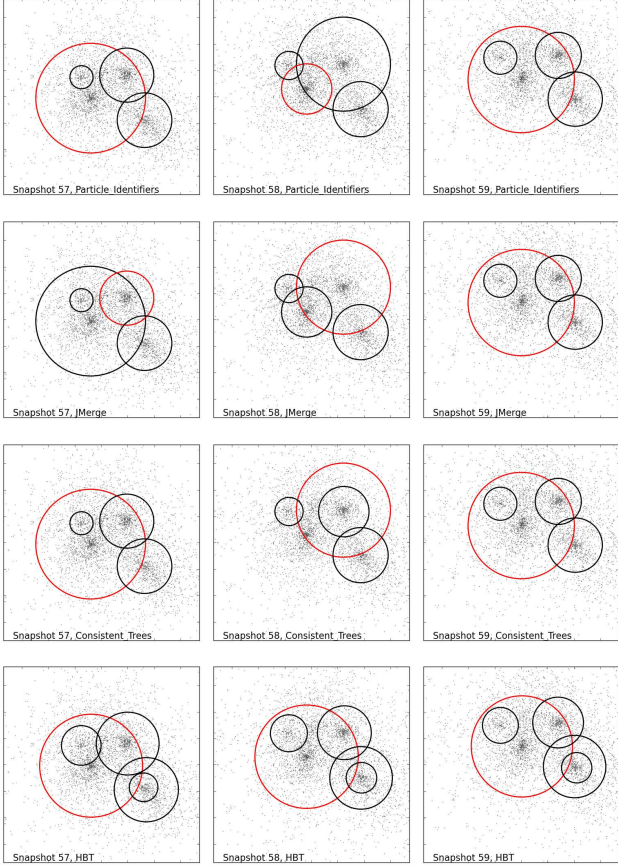 Snapshot 57, Particle_Identifiers
Snapshot 58, Particle_Identifiers
Snapshot 59, Particle_Identifiers
Snapshot 57, JMerge
Snapshot 58, JMerge
Snapshot 59, JMerge
Snapshot 57, Consistent_Trees
Snapshot 58, Consistent_Trees
Snapshot 59, Consistent_Trees
Snapshot 57, HBT
Snapshot 58, HBT
Snapshot 59, HBT